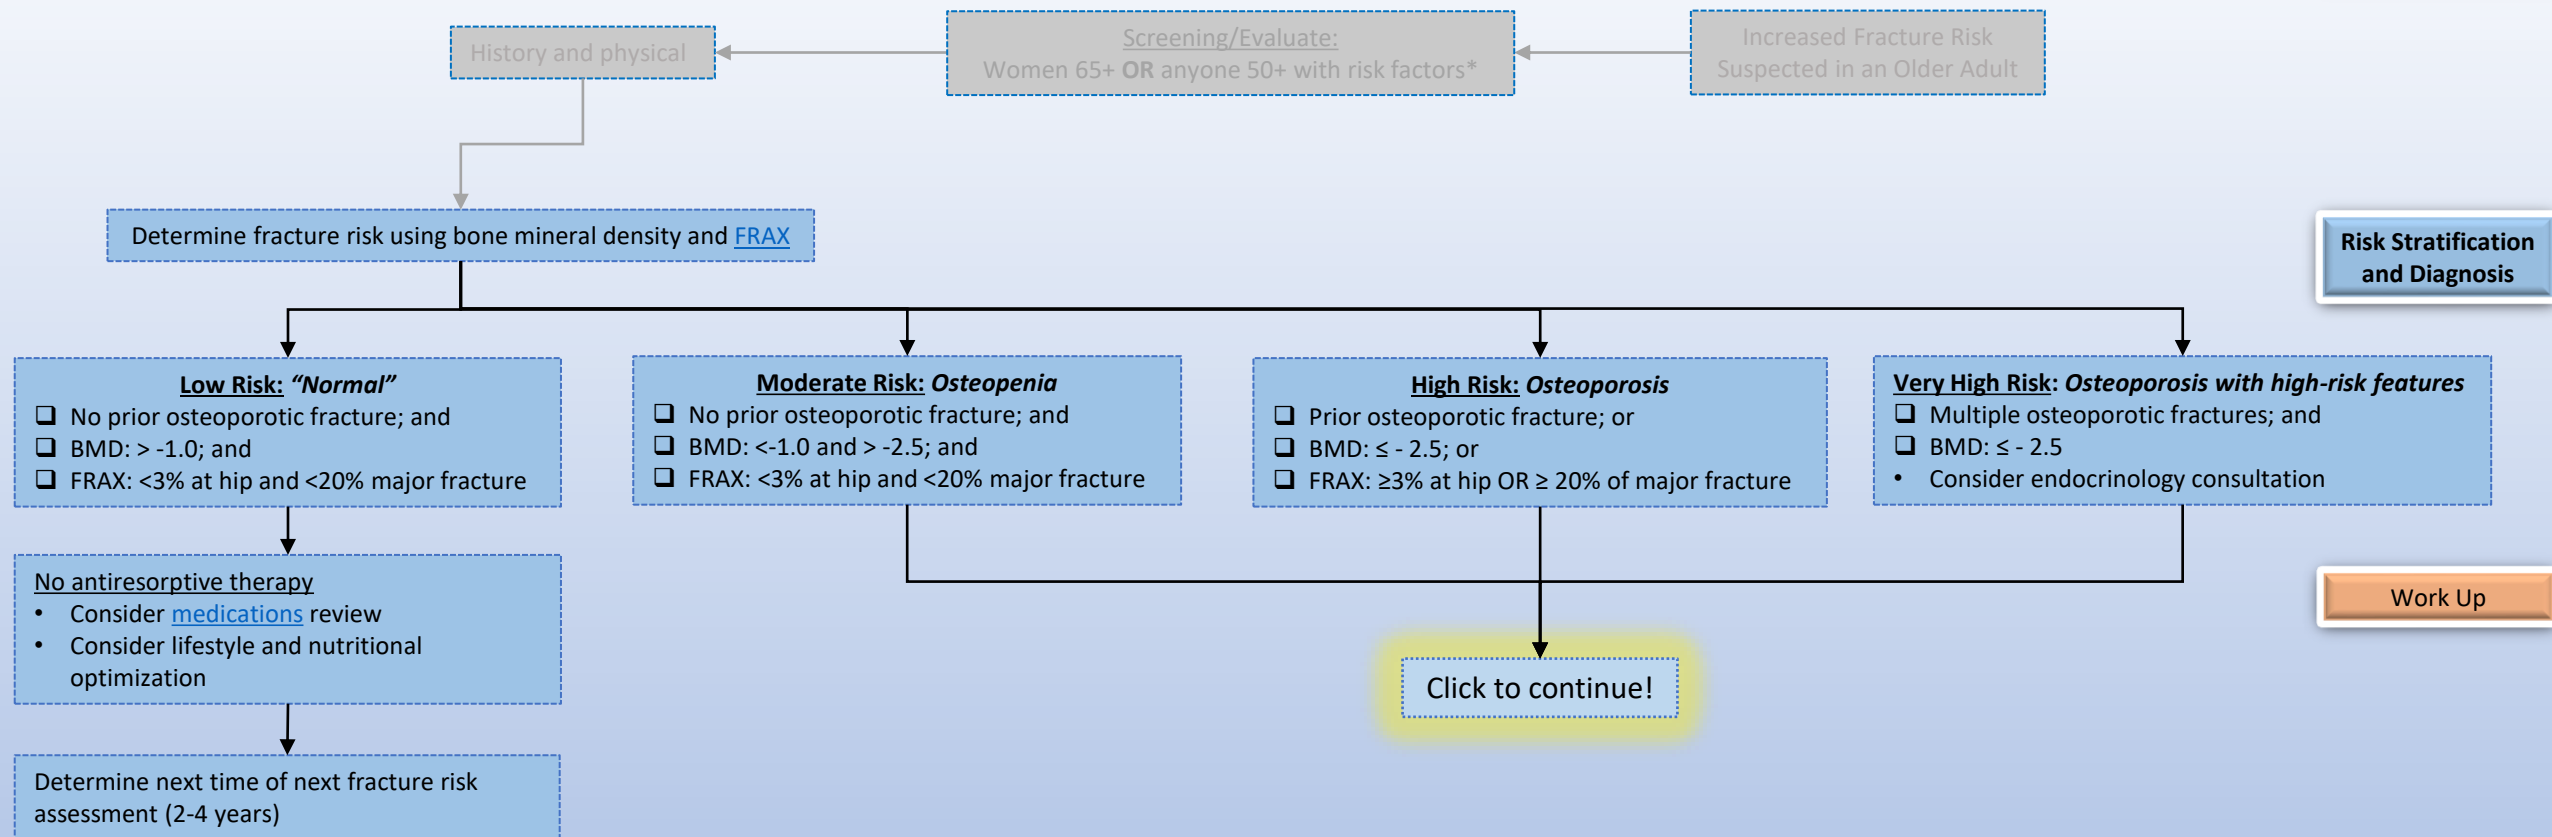 Increased Fracture Risk
Suspected in an Older Adult
Screening/Evaluate:
Women 65+ OR anyone 50+ with risk factors*
History and physical
Determine fracture risk using bone mineral density and FRAX
Risk Stratification
and Diagnosis
Low Risk: “Normal”
❑ No prior osteoporotic fracture; and
❑ BMD: > -1.0; and
❑ FRAX: <3% at hip and <20% major fracture
Moderate Risk: Osteopenia
❑ No prior osteoporotic fracture; and
❑ BMD: <-1.0 and > -2.5; and
❑ FRAX: <3% at hip and <20% major fracture
High Risk: Osteoporosis
❑ Prior osteoporotic fracture; or
❑ BMD: ≤ - 2.5; or
❑ FRAX: ≥3% at hip OR ≥ 20% of major fracture
Very High Risk: Osteoporosis with high-risk features
❑ Multiple osteoporotic fractures; and
❑ BMD: ≤ - 2.5
• Consider endocrinology consultation
No antiresorptive therapy
• Consider medications review
• Consider lifestyle and nutritional
optimization
Work Up
Click to continue!
Determine next time of next fracture risk
assessment (2-4 years)